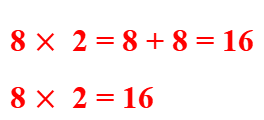 8 × 2 = 8 + 8 = 16
8 × 2 = 16